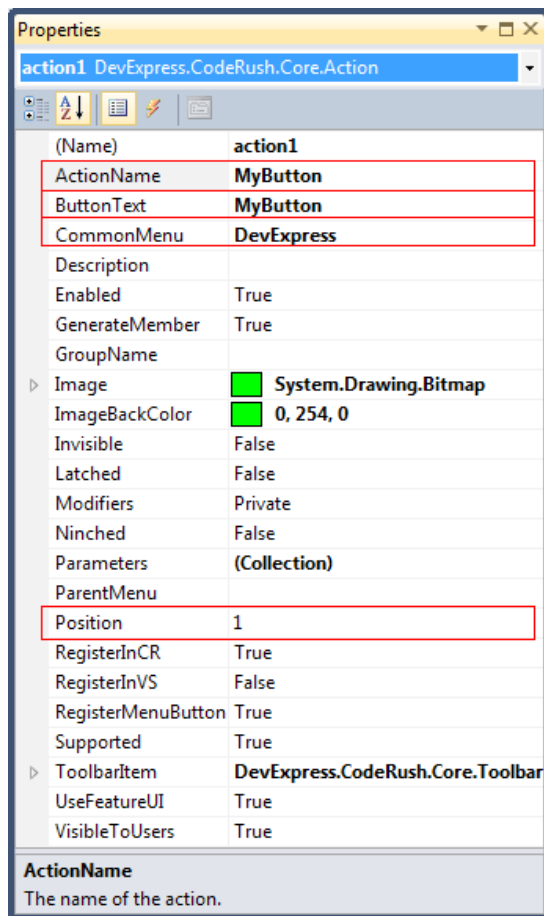 Properties
action1 DevExpress.CodeRush.Core.Action
(Name) action1
ActionName MyButton
ButtonText MyButton
CommonMenu DevExpress
Description
Enabled True
GenerateMember True
GroupName
Image System.Drawing.Bitmap
ImageBackColor 0, 254, 0
Invisible False
Latched False
Modifiers Private
Ninched False
Parameters (Collection)
ParentMenu
Position 1
RegisterInCR True
RegisterInVS False
RegisterMenuButton True
Supported True
ToolbarItem DevExpress.CodeRush.Core.Toolbar
UseFeatureUI True
VisibleToUsers True
ActionName
The name of the action.